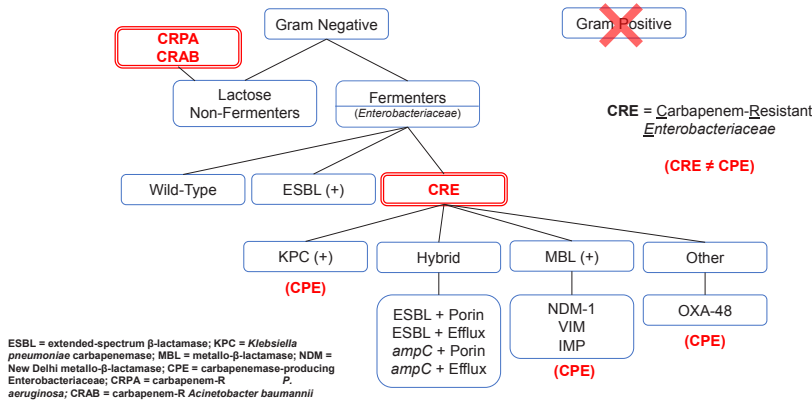 CRPA
CRAB
Gram Negative
Gram Positive
Lactose
Non-Fermenters
Fermenters
(Enterobacteriaceae)
CRE = Carbapenem-Resistant
Enterobacteriaceae
(CRE ≠ CPE)
Wild-Type
ESBL (+)
CRE
KPC (+)
Hybrid
MBL (+)
Other
(CPE)
ESBL + Porin
ESBL + Efflux
ampC + Porin
ampC + Efflux
NDM-1
VIM
IMP
(CPE)
OXA-48
(CPE)
ESBL = extended-spectrum β-lactamase; KPC = Klebsiella
pneumoniae carbapenemase; MBL = metallo-β-lactamase; NDM =
New Delhi metallo-β-lactamase; CPE = carbapenemase-producing
Enterobacteriaceae; CRPA = carbapenem-R P.
aeruginosa; CRAB = carbapenem-R Acinetobacter baumannii